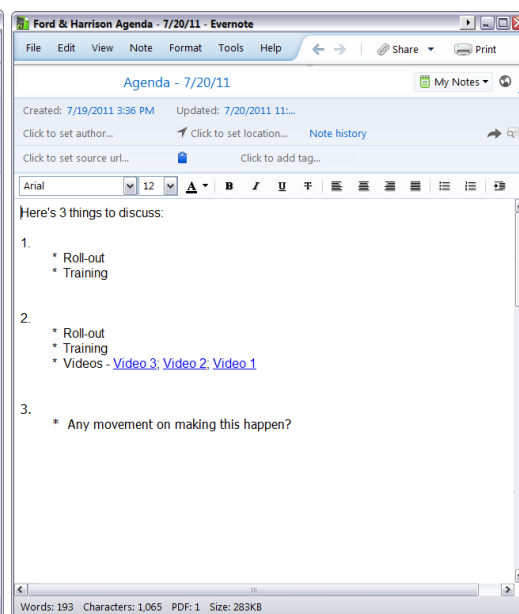 Ford & Harrison Agenda - 7/20/11 - Evernote
File Edit View Note Format Tools Help Share Print
Agenda - 7/20/11 My Notes
Created: 7/19/2011 3:36 PM Updated: 7/20/2011 11:...
Click to set author... Click to set location... Note history
Click to set source url... Click to add tag...
Arial 12 A B I U T
Here's 3 things to discuss:
1.
* Roll-out
* Training
2.
* Roll-out
* Training
* Videos - Video 3; Video 2; Video 1
3.
* Any movement on making this happen?
Words: 193 Characters: 1,065 PDF: 1 Size: 283KB